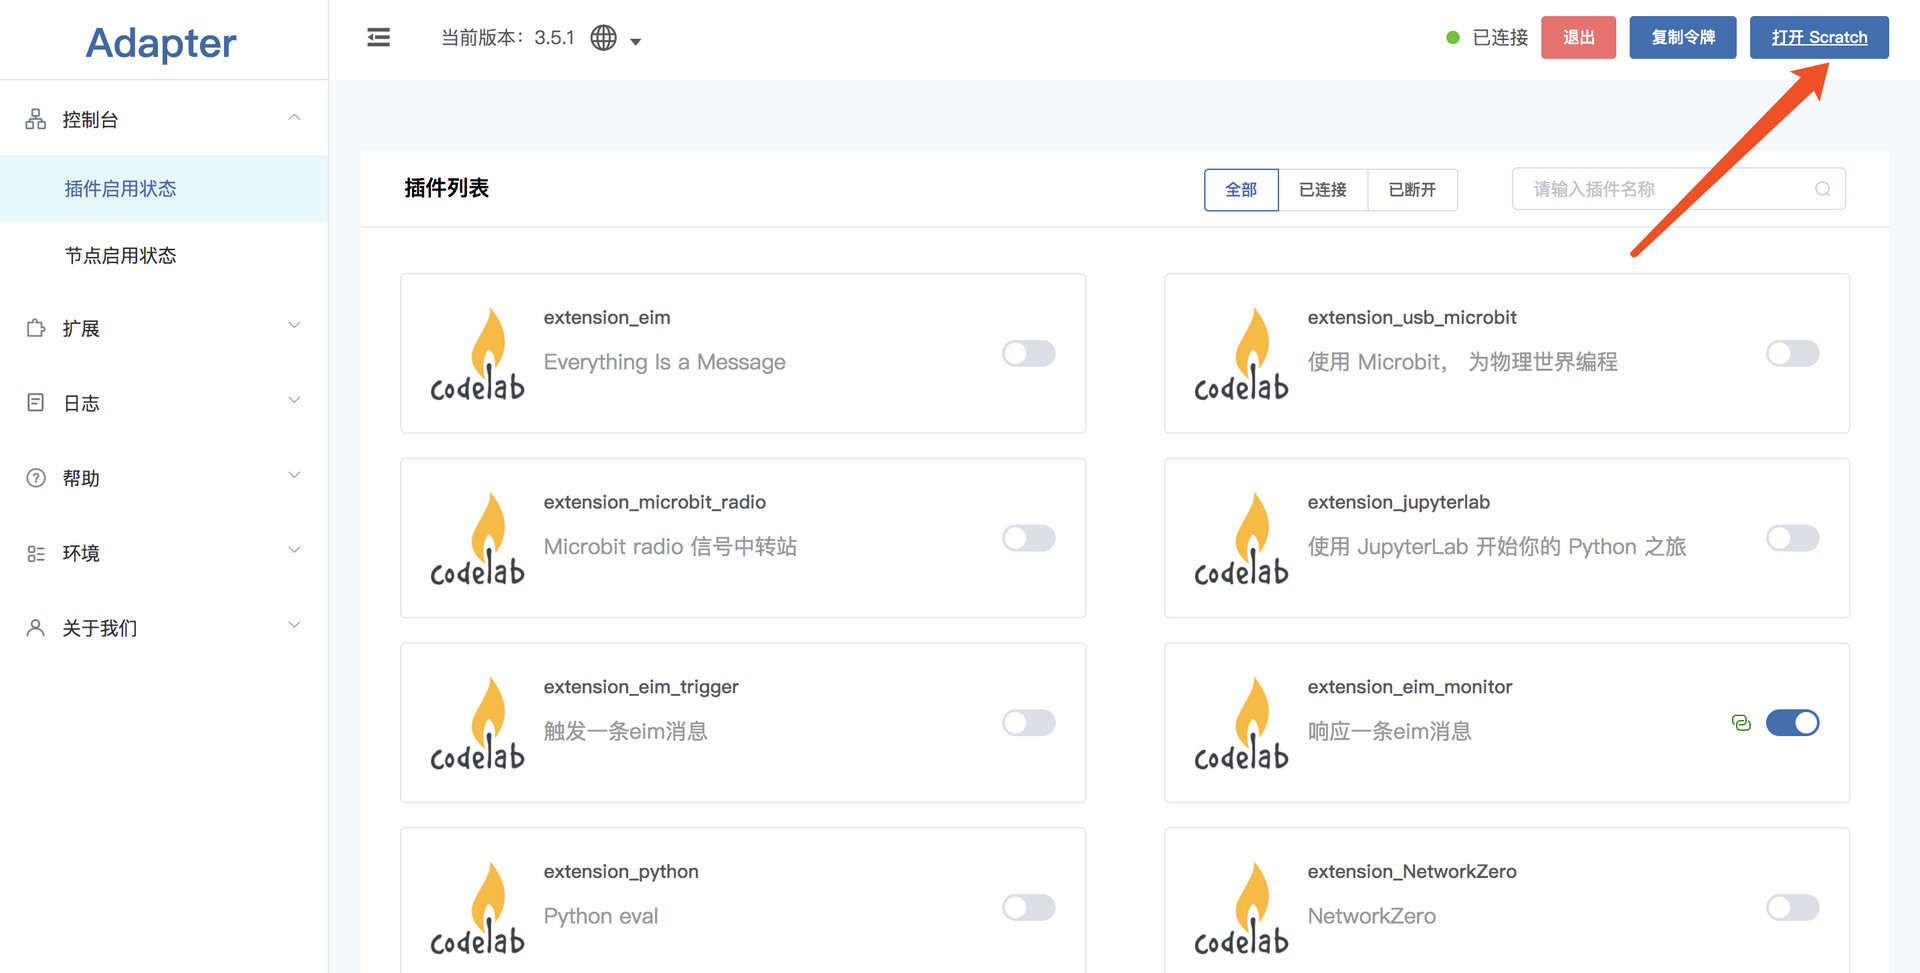 Adapter
当前版本：3.5.1
已连接
退出
复制令牌
打开 Scratch
控制台
插件启用状态
节点启用状态
扩展
日志
帮助
环境
关于我们
插件列表
全部
已连接
已断开
请输入插件名称
codelab
extension_eim
Everything Is a Message
codelab
extension_usb_microbit
使用 Microbit， 为物理世界编程
codelab
extension_microbit_radio
Microbit radio 信号中转站
codelab
extension_jupyterlab
使用 JupyterLab 开始你的 Python 之旅
codelab
extension_eim_trigger
触发一条eim消息
codelab
extension_eim_monitor
响应一条eim消息
codelab
extension_python
Python eval
codelab
extension_NetworkZero
NetworkZero